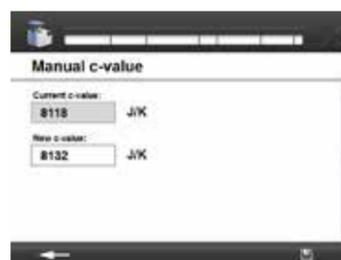 Manual c-value
Current c-value:
8118 J/K
New c-value:
8132 J/K